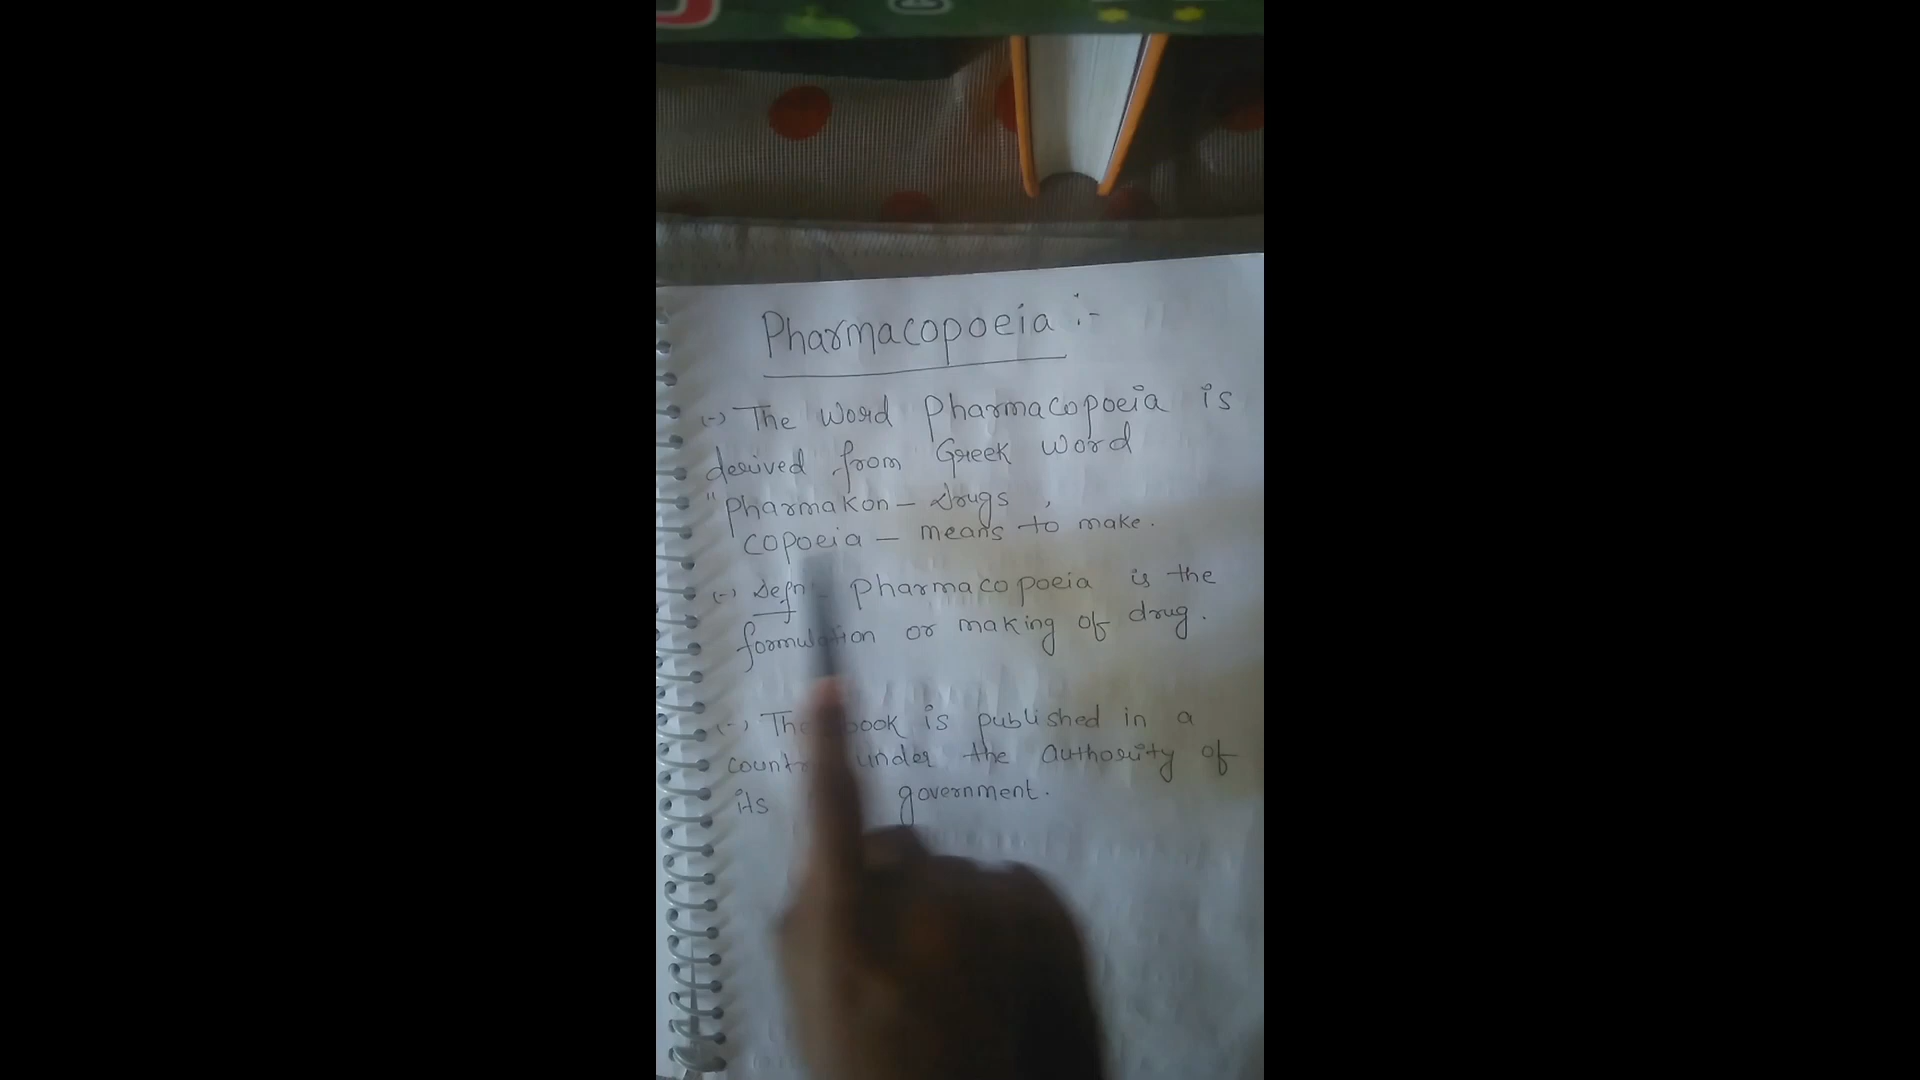 Pharmacopoeia :-
(-) The word Pharmacopoeia is
derived from Greek word
"Pharmakon – drugs ,
copoeia – means to make.
(-) Defn - Pharmacopoeia is the
formulation or making of drug.
(-) The book is published in a
country under the authority of
its government.